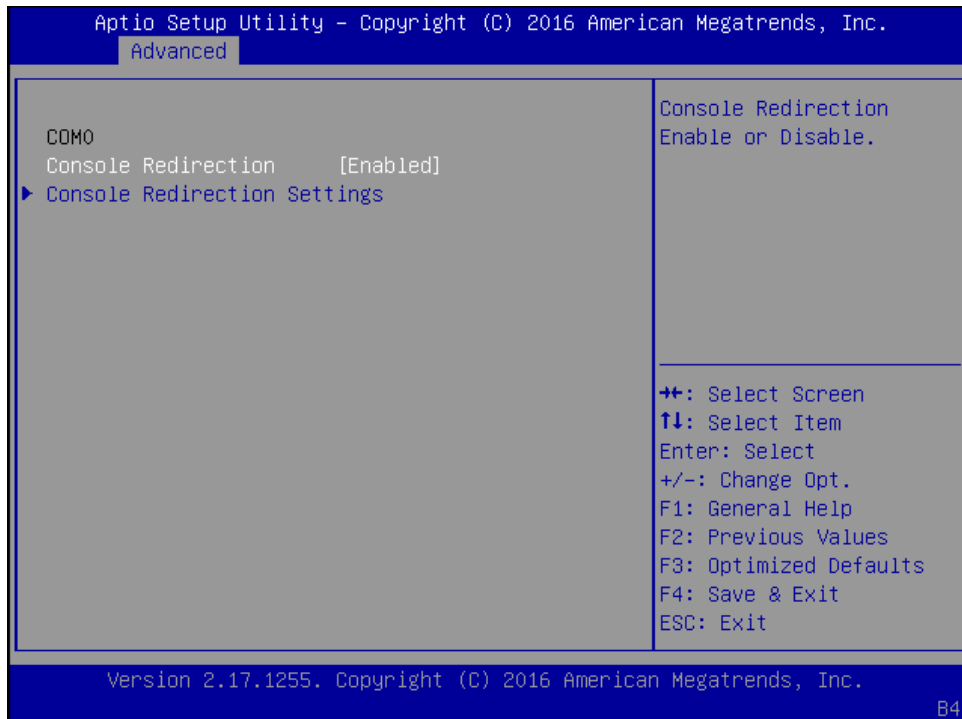 Aptio Setup Utility – Copyright (C) 2016 American Megatrends, Inc.
Advanced
COM0
Console Redirection [Enabled]
▶ Console Redirection Settings
Console Redirection
Enable or Disable.
→←: Select Screen
↑↓: Select Item
Enter: Select
+/-: Change Opt.
F1: General Help
F2: Previous Values
F3: Optimized Defaults
F4: Save & Exit
ESC: Exit
Version 2.17.1255. Copyright (C) 2016 American Megatrends, Inc.
B4